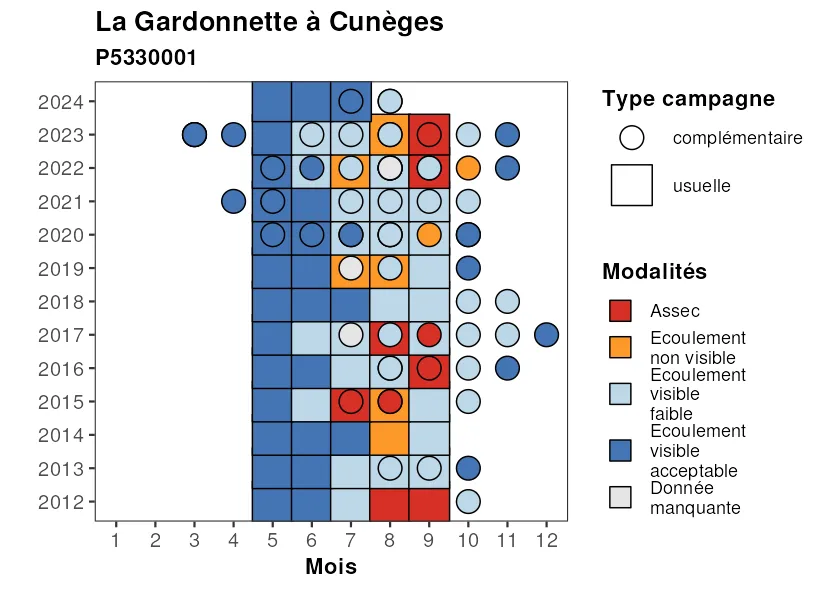 La Gardonnette à Cunèges
P5330001
2024
2023
2022
2021
2020
2019
2018
2017
2016
2015
2014
2013
2012
1 2 3 4 5 6 7 8 9 10 11 12
Mois
Type campagne
complémentaire
usuelle
Modalités
Assec
Ecoulement
non visible
Ecoulement
visible
faible
Ecoulement
visible
acceptable
Donnée
manquante